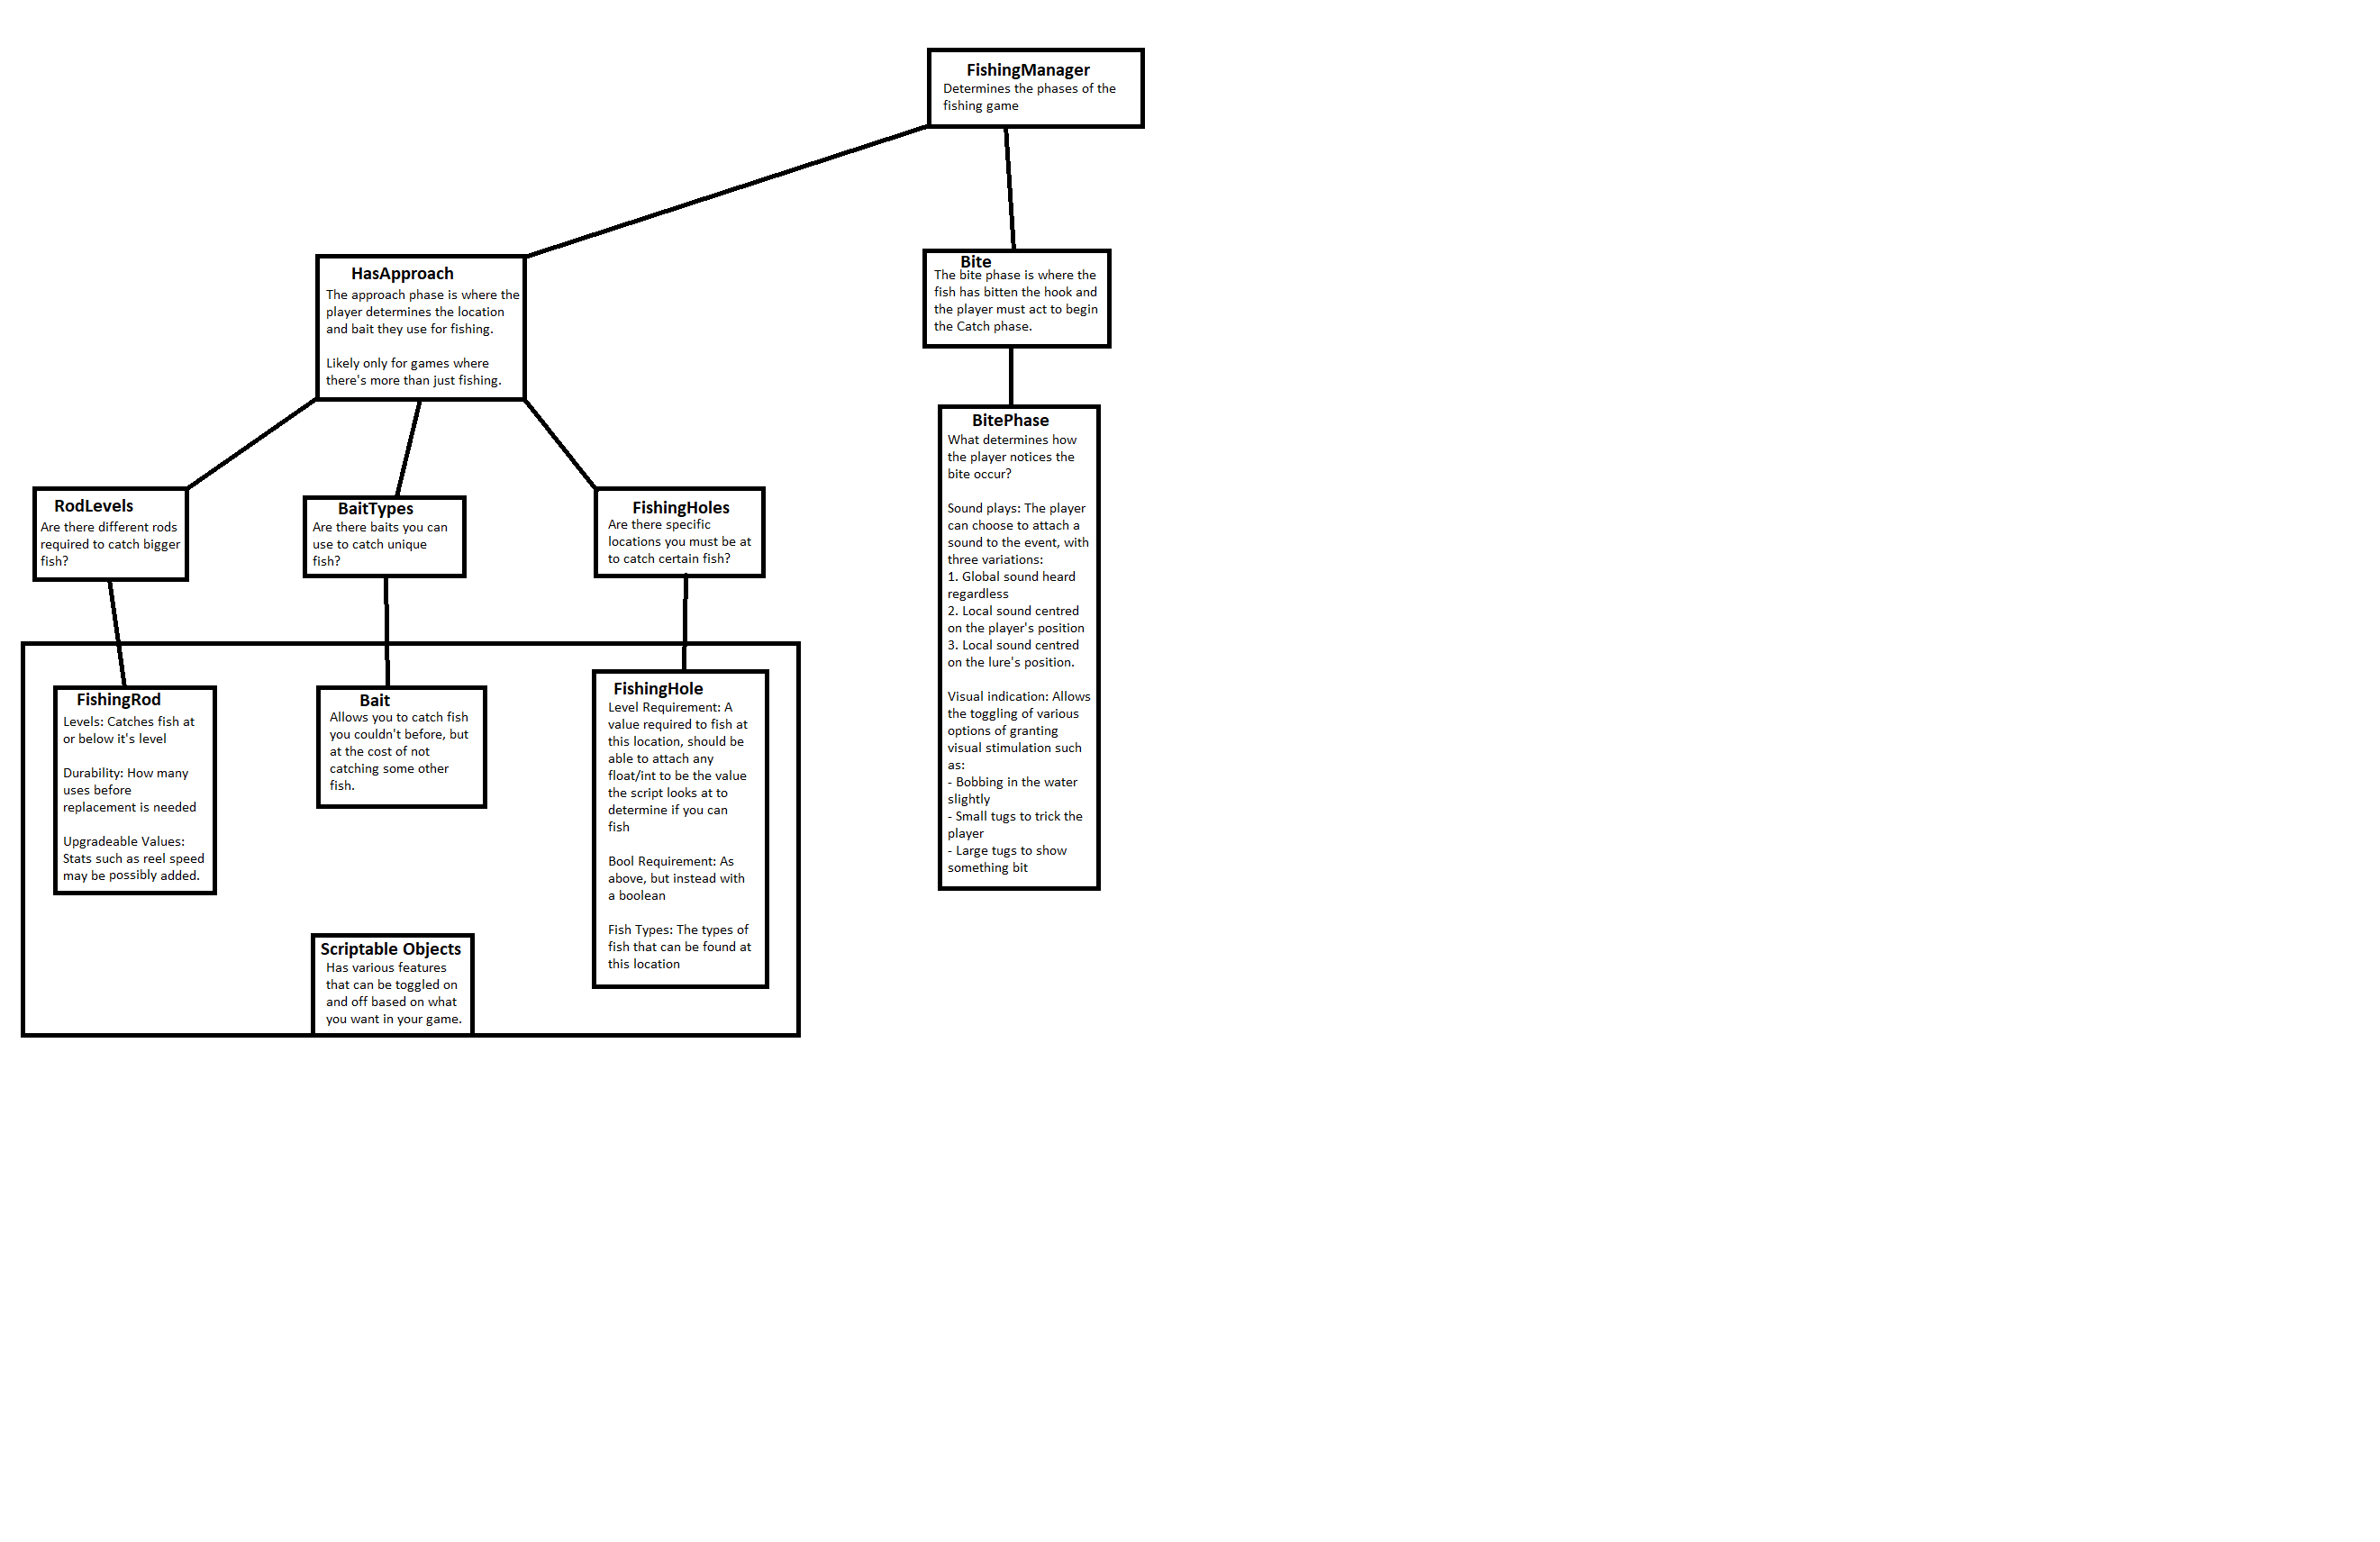 FishingManager
Determines the phases of the
fishing game
HasApproach
The approach phase is where the
player determines the location
and bait they use for fishing.
Likely only for games where
there's more than just fishing.
Bite
The bite phase is where the
fish has bitten the hook and
the player must act to begin
the Catch phase.
RodLevels
Are there different rods
required to catch bigger
fish?
BaitTypes
Are there baits you can
use to catch unique
fish?
FishingHoles
Are there specific
locations you must be at
to catch certain fish?
BitePhase
What determines how
the player notices the
bite occur?
Sound plays: The player
can choose to attach a
sound to the event, with
three variations:
1. Global sound heard
regardless
2. Local sound centred
on the player's position
3. Local sound centred
on the lure's position.
Visual indication: Allows
the toggling of various
options of granting
visual stimulation such
as:
- Bobbing in the water
slightly
- Small tugs to trick the
player
- Large tugs to show
something bit
FishingRod
Levels: Catches fish at
or below it's level
Durability: How many
uses before
replacement is needed
Upgradeable Values:
Stats such as reel speed
may be possibly added.
Bait
Allows you to catch fish
you couldn't before, but
at the cost of not
catching some other
fish.
FishingHole
Level Requirement: A
value required to fish at
this location, should be
able to attach any
float/int to be the value
the script looks at to
determine if you can
fish
Bool Requirement: As
above, but instead with
a boolean
Fish Types: The types of
fish that can be found at
this location
Scriptable Objects
Has various features
that can be toggled on
and off based on what
you want in your game.